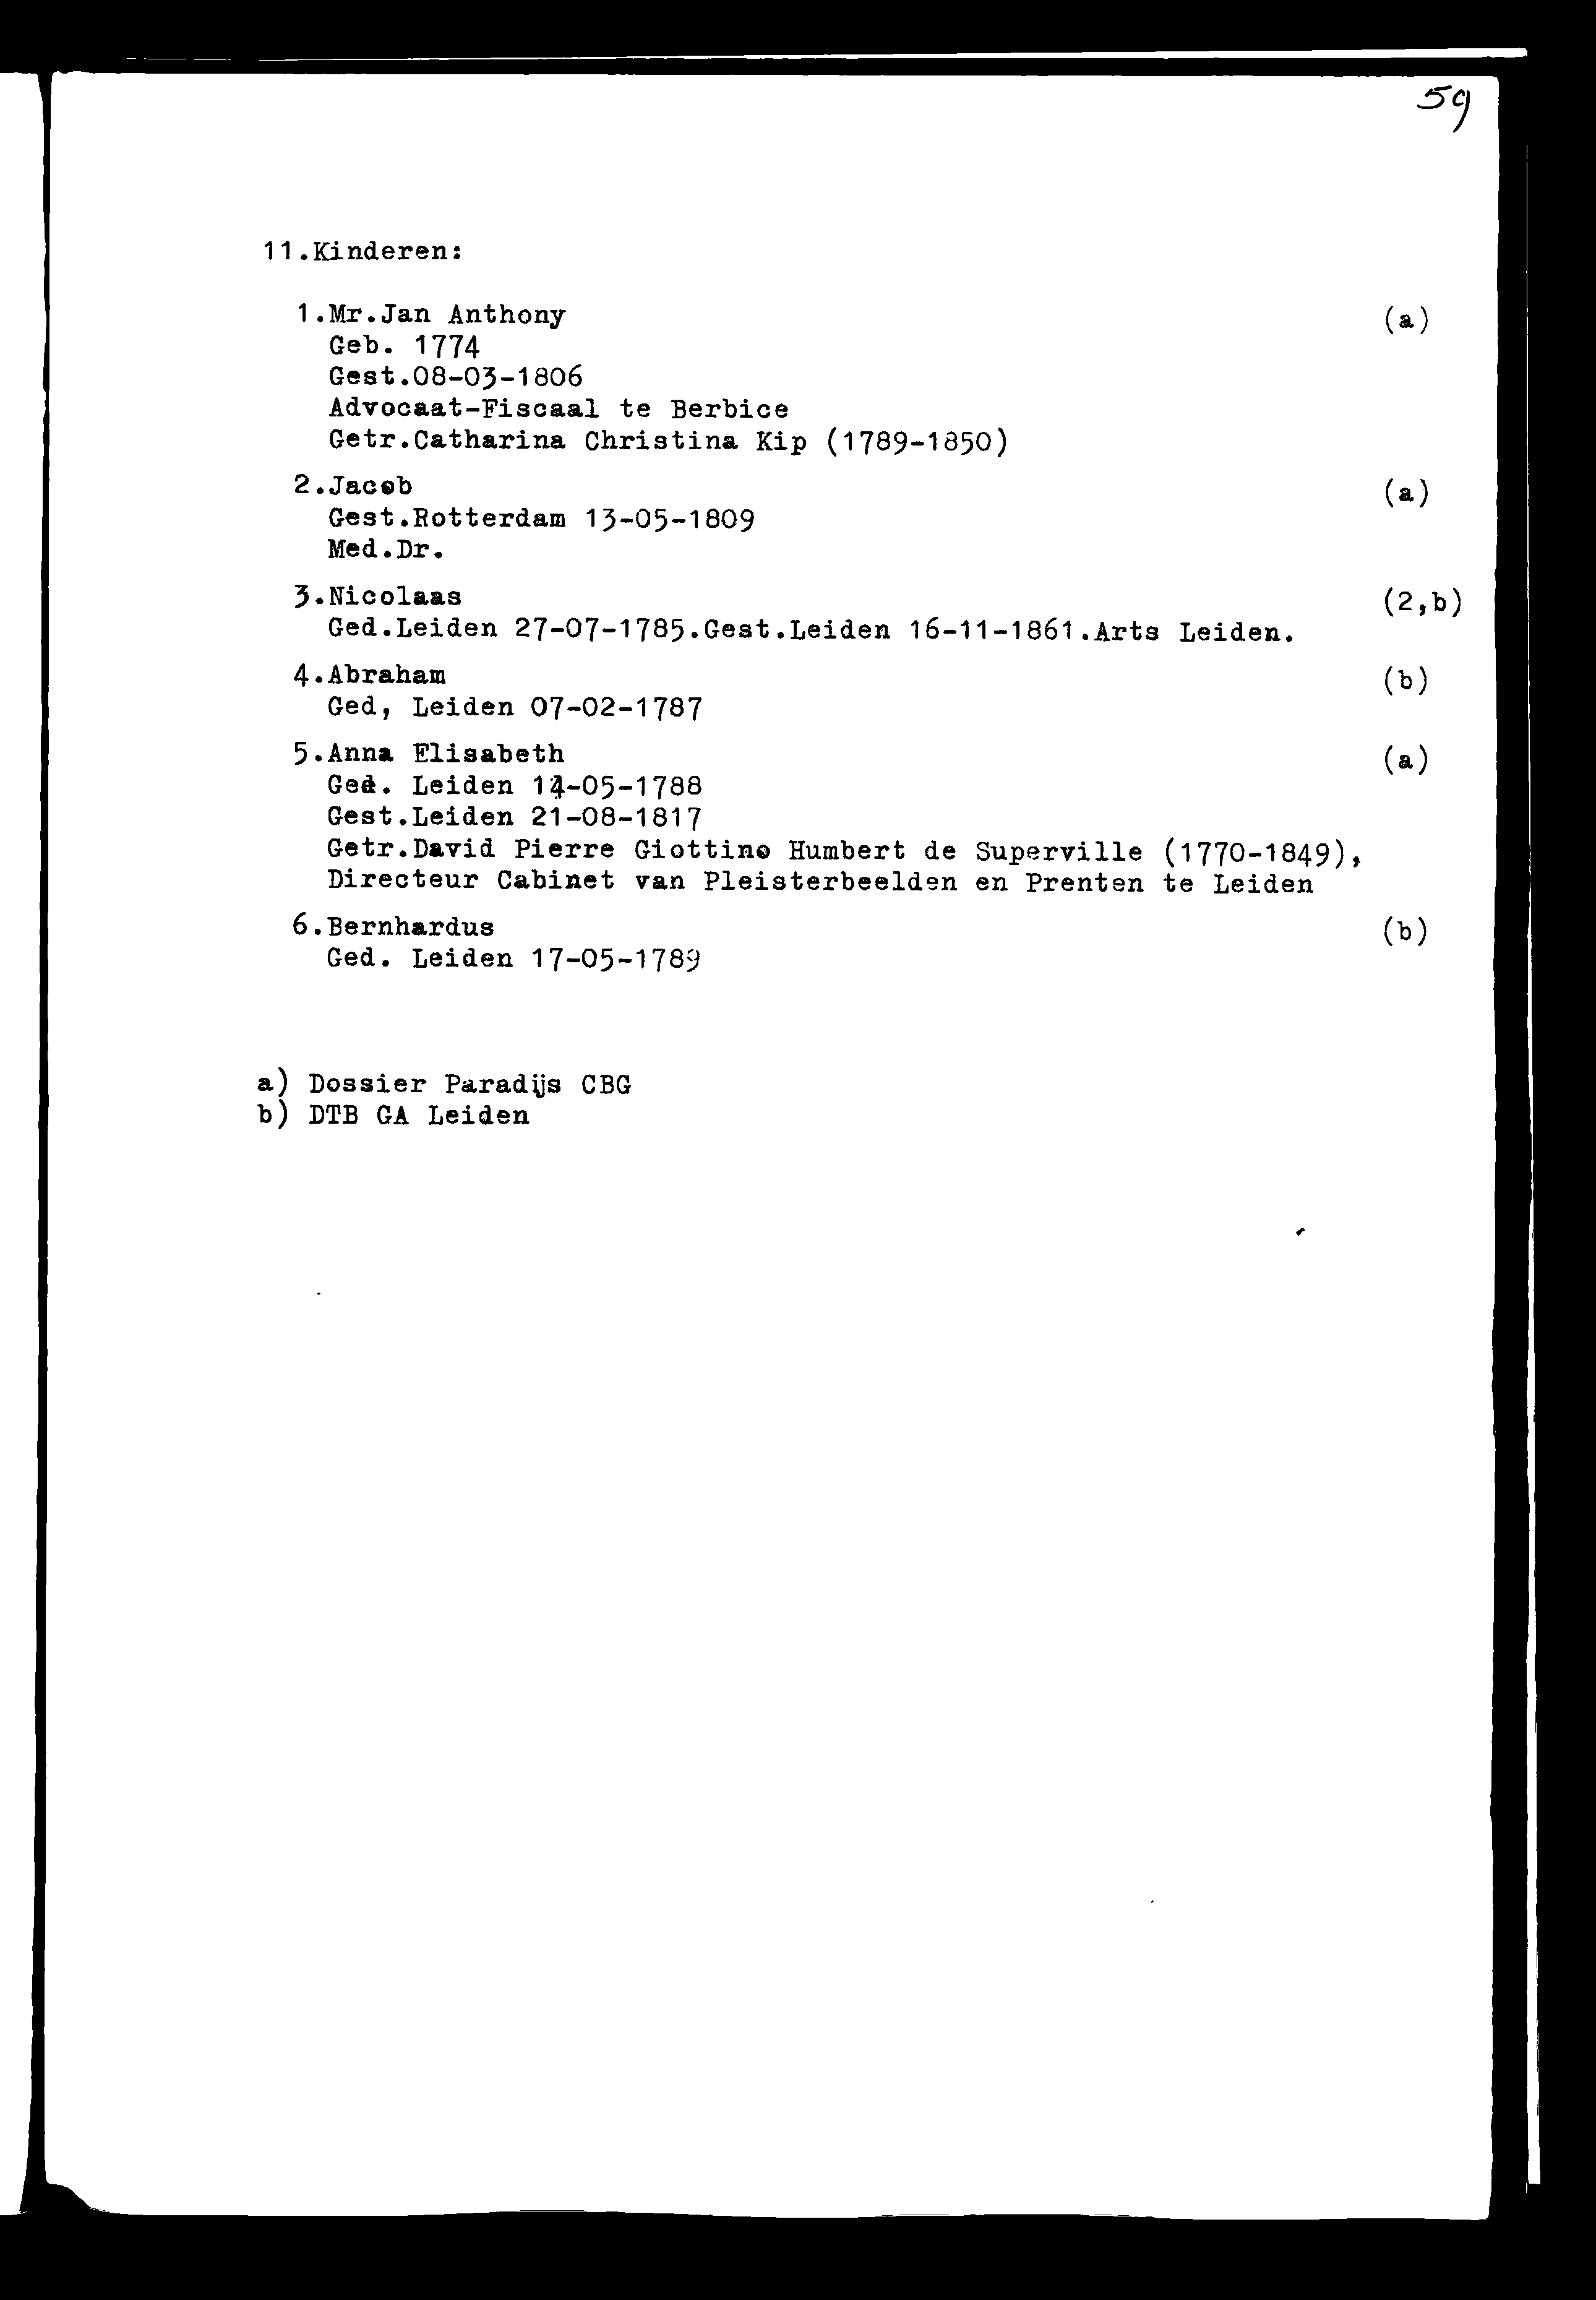 59
11.Kinderen:
1.Mr.Jan Anthony (a)
Geb. 1774
Gest.08-03-1806
Advocaat-Fiscaal te Berbice
Getr.Catharina Christina Kip (1789-1850)
2.Jacob (a)
Gest.Rotterdam 13-05-1809
Med.Dr.
3.Nicolaas (2,b)
Ged.Leiden 27-07-1785.Gest.Leiden 16-11-1861.Arts Leiden.
4.Abraham (b)
Ged, Leiden 07-02-1787
5.Anna Elisabeth (a)
Ged. Leiden 14-05-1788
Gest.Leiden 21-08-1817
Getr.David Pierre Giottino Humbert de Superville (1770-1849),
Directeur Cabinet van Pleisterbeelden en Prenten te Leiden
6.Bernhardus (b)
Ged. Leiden 17-05-1789
a) Dossier Paradijs CBG
b) DTB GA Leiden